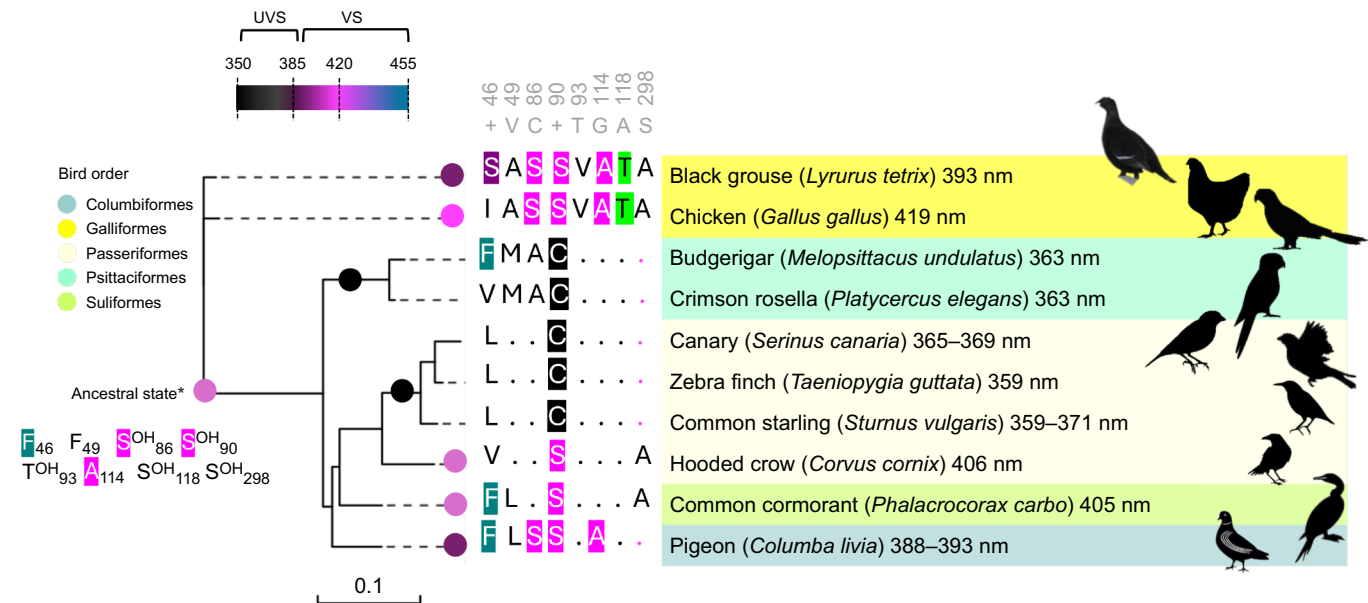 UVS VS
350 385 420 455
46 49 86 90 93 114 118 298
+ V C + T G A S
Bird order
Columbiformes
Galliformes
Passeriformes
Psittaciformes
Suliformes
S A S S V A T A Black grouse (Lyrurus tetrix) 393 nm
I A S S V A T A Chicken (Gallus gallus) 419 nm
F M A C . . . . Budgerigar (Melopsittacus undulatus) 363 nm
V M A C . . . . Crimson rosella (Platycercus elegans) 363 nm
L . . C . . . . Canary (Serinus canaria) 365–369 nm
L . . C . . . . Zebra finch (Taeniopygia guttata) 359 nm
L . . C . . . . Common starling (Sturnus vulgaris) 359–371 nm
V . . S . . . A Hooded crow (Corvus cornix) 406 nm
F L . S . . . A Common cormorant (Phalacrocorax carbo) 405 nm
F L S S . A . . Pigeon (Columba livia) 388–393 nm
Ancestral state*
F46 F49 SOH86 SOH90
TOH93 A114 SOH118 SOH298
0.1